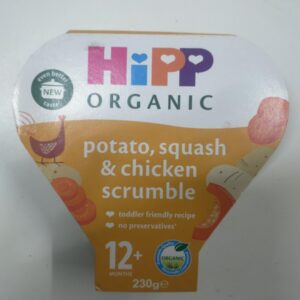 HiPP
ORGANIC
even better
NEW
taste
potato, squash
& chicken
scrumble
toddler friendly recipe
no preservatives*
12+
MONTHS
ORGANIC
230g e